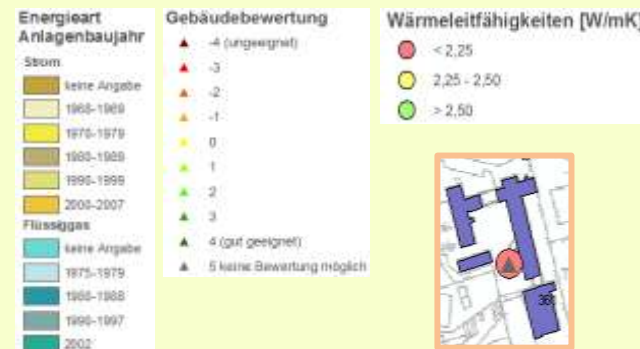 Energieart
Anlagenbaujahr
Strom
keine Angabe
1968-1969
1970-1979
1980-1989
1990-1999
2000-2007
Flüssiggas
keine Angabe
1975-1979
1980-1988
1990-1997
2002
Gebäudebewertung
-4 (ungeeignet)
-3
-2
-1
0
1
2
3
4 (gut geeignet)
5 keine Bewertung möglich
Wärmeleitfähigkeiten [W/mK]
< 2,25
2,25 - 2,50
> 2,50